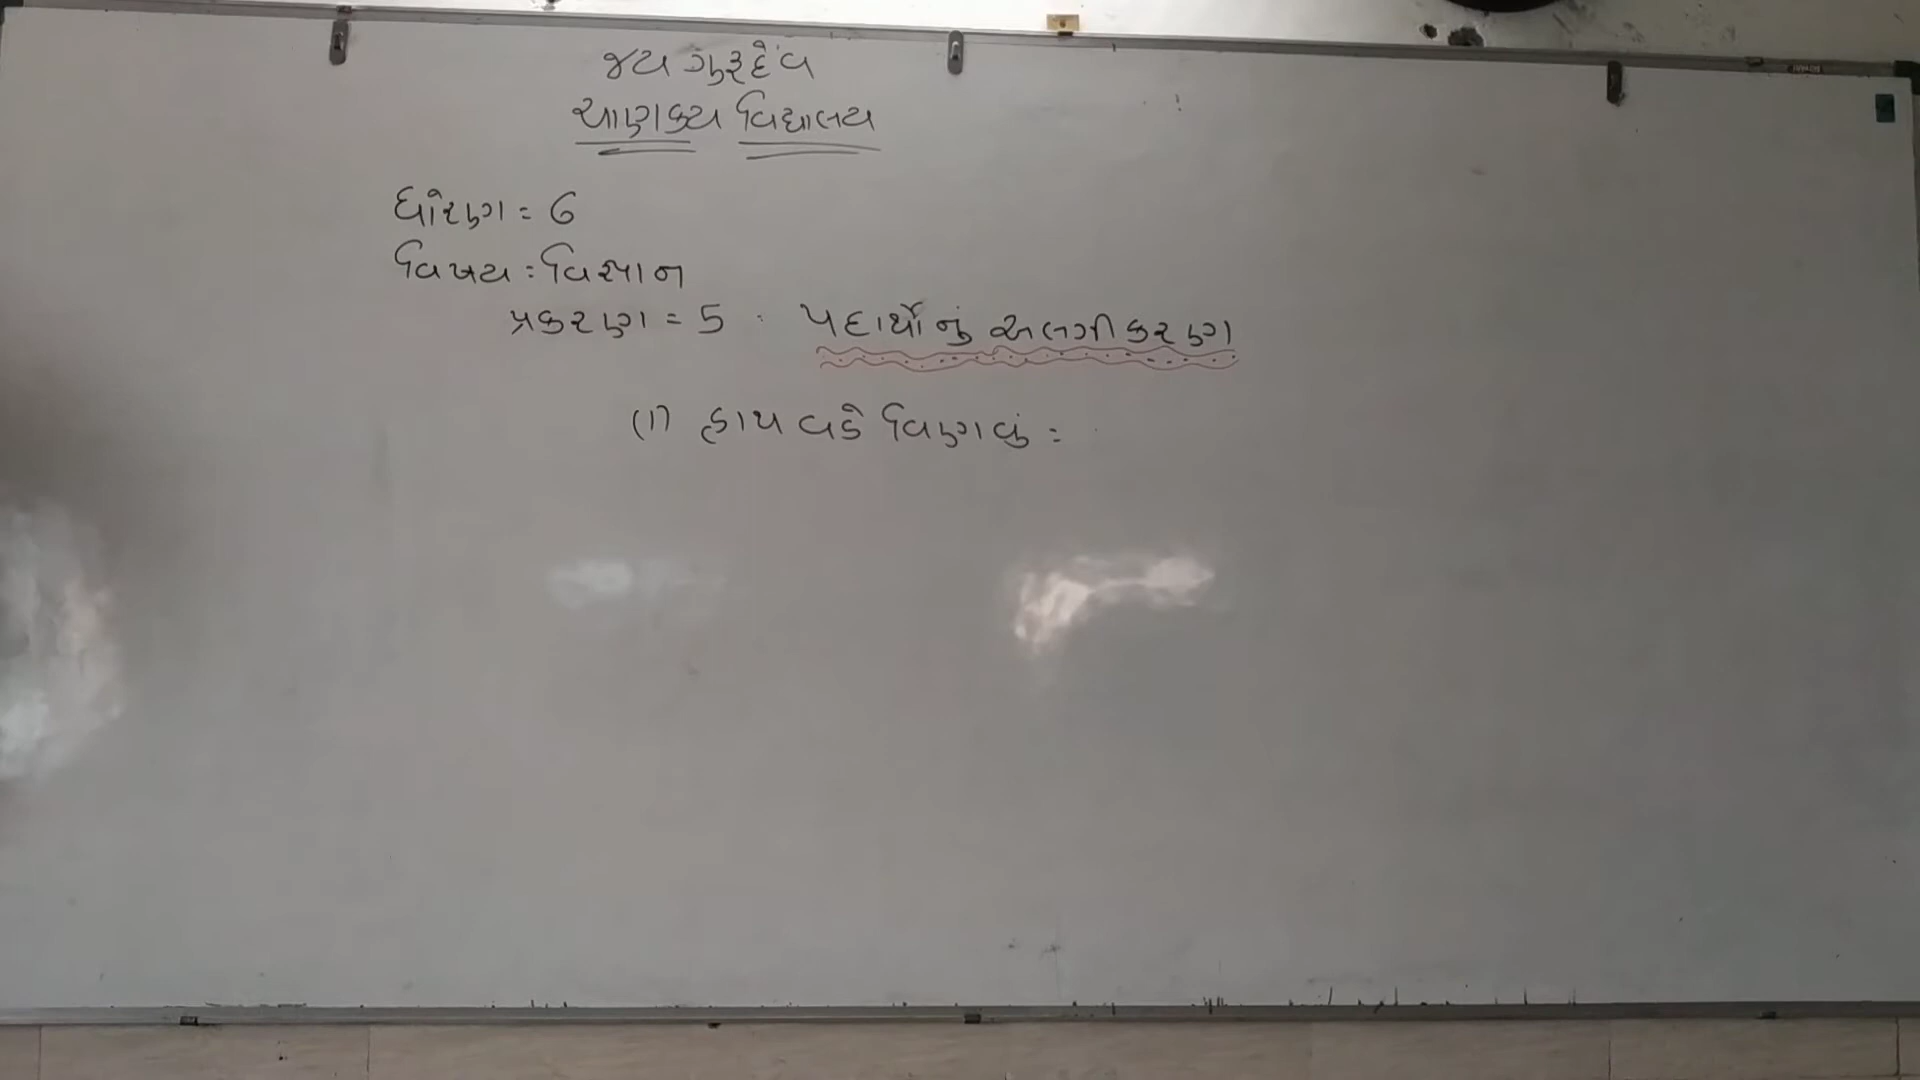 જય ગુરૂદેવ
ચાણક્ય વિદ્યાલય
ધોરણ = 6
વિષય : વિજ્ઞાન
પ્રકરણ = 5 . પદાર્થોનું અલગીકરણ
(1) હાથ વડે વિણવું :